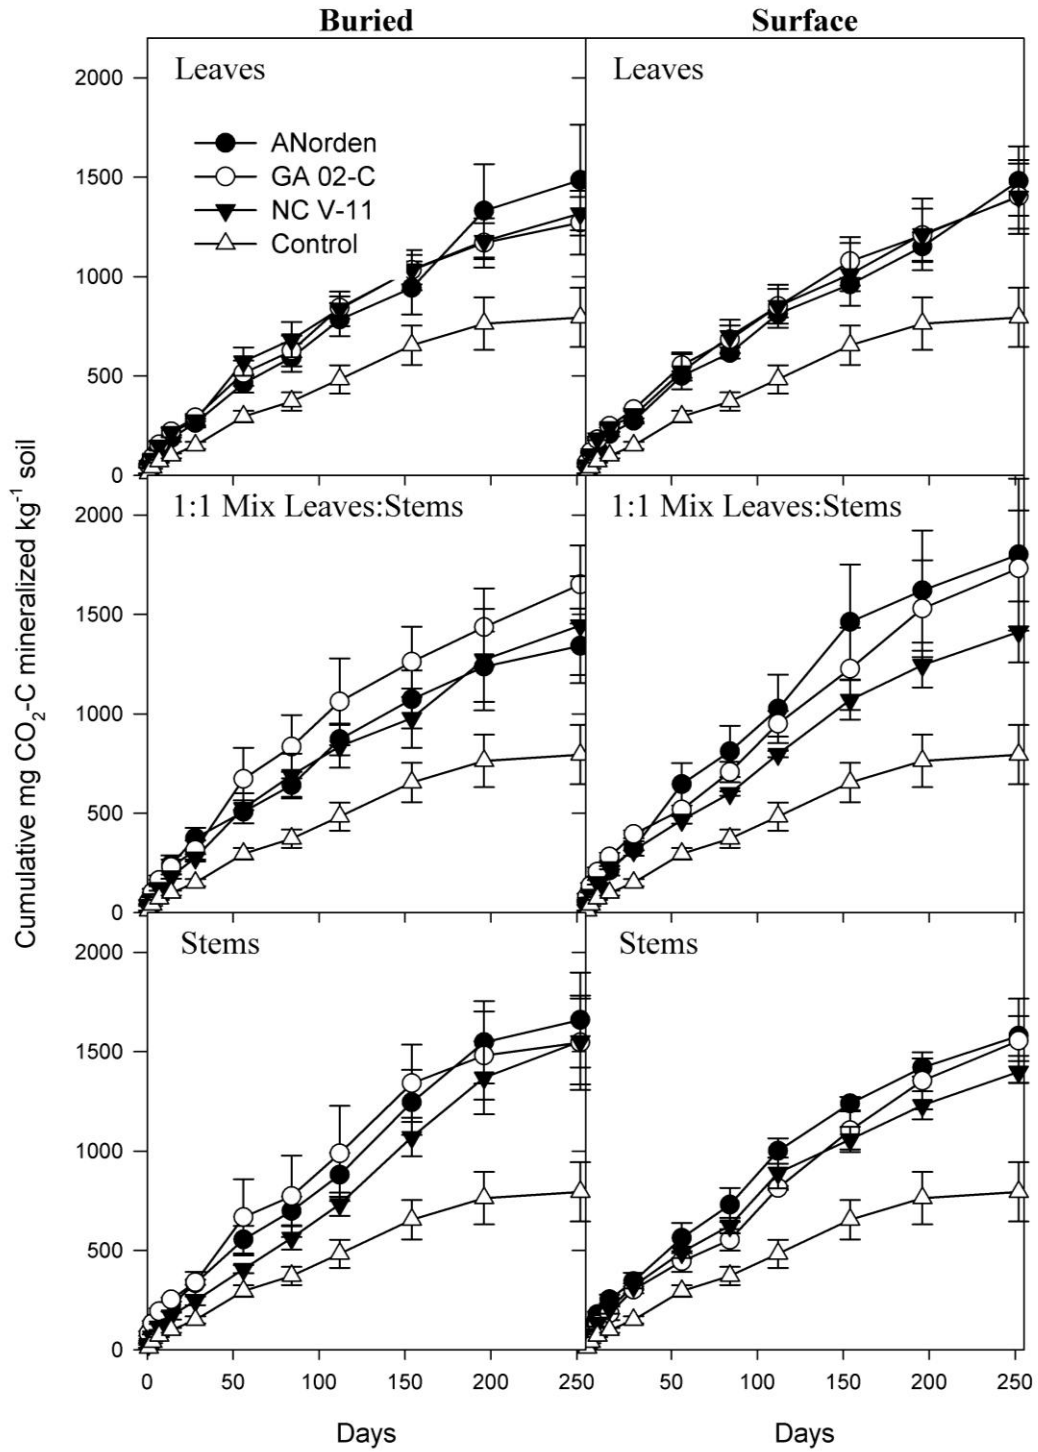 Buried
Surface
Leaves
Leaves
2000
ANorden
GA 02-C
NC V-11
Control
1500
1000
500
0
1:1 Mix Leaves:Stems
1:1 Mix Leaves:Stems
2000
1500
1000
500
0
Stems
Stems
2000
1500
1000
500
0
0 50 100 150 200 250
50 100 150 200 250
Days
Days
Cumulative mg CO₂-C mineralized kg⁻¹ soil